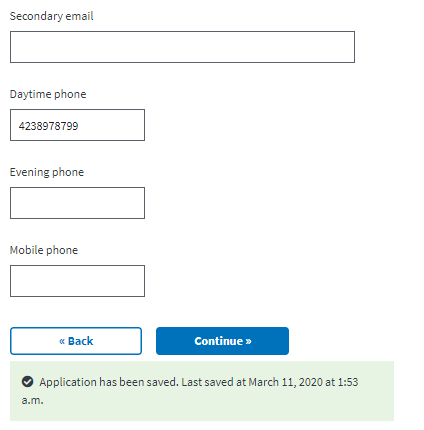 Secondary email
Daytime phone
4238978799
Evening phone
Mobile phone
« Back
Continue »
Application has been saved. Last saved at March 11, 2020 at 1:53
a.m.